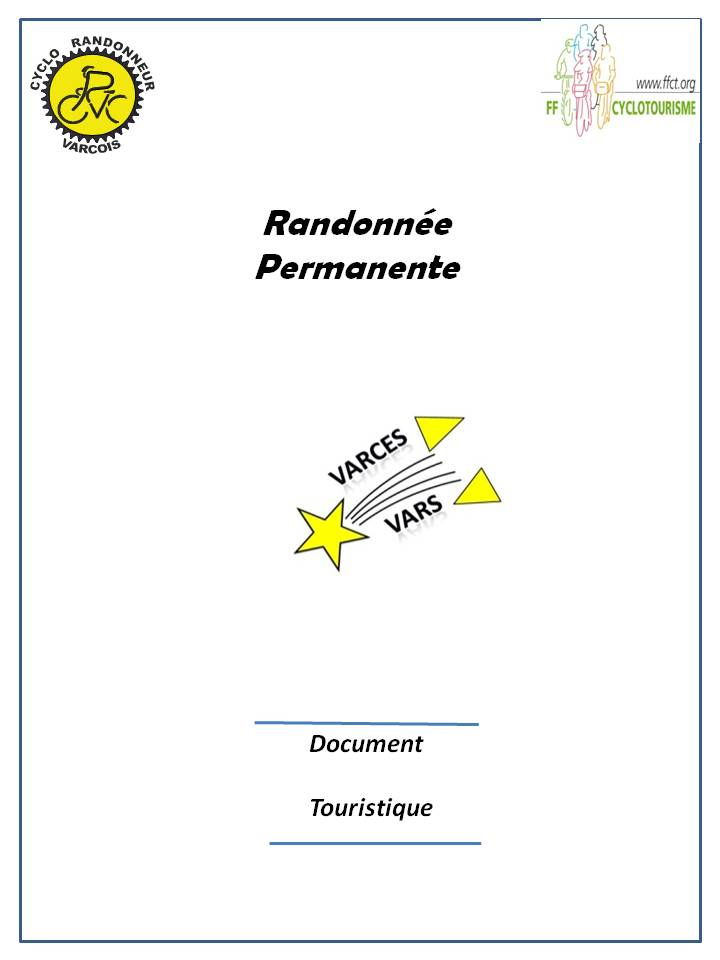 CYCLO RANDONNEUR
VARCOIS
www.ffct.org
FF CYCLOTOURISME
Randonnée
Permanente
VARCES
VARS
Document
Touristique